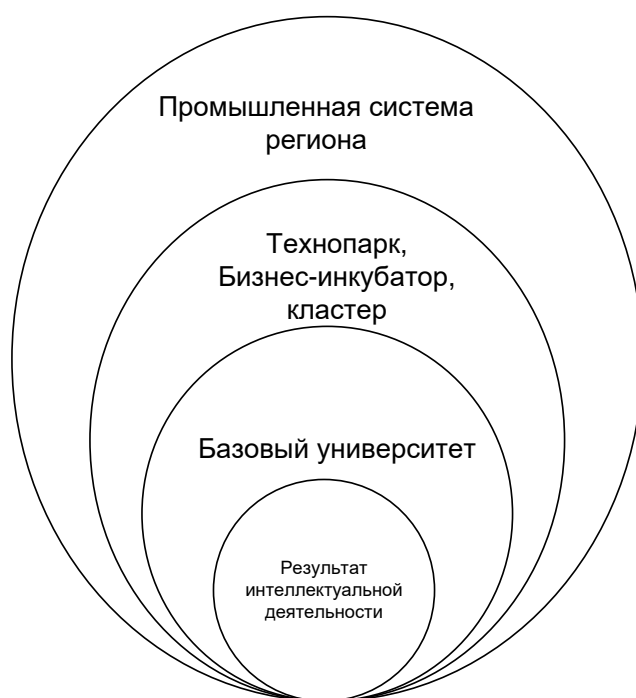 Промышленная система
региона
Технопарк,
Бизнес-инкубатор,
кластер
Базовый университет
Результат
интеллектуальной
деятельности